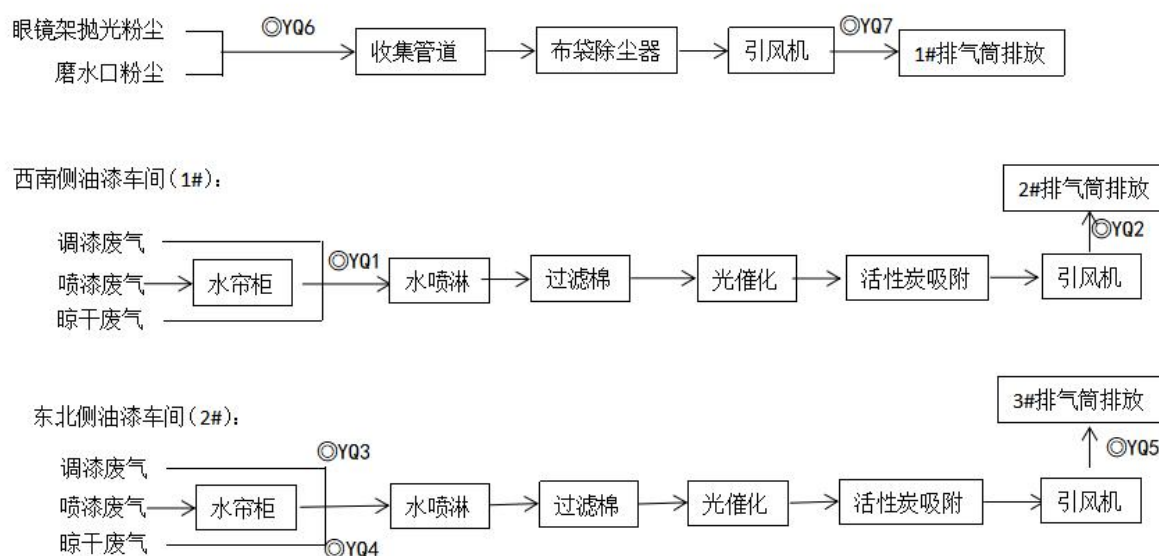 眼镜架抛光粉尘
磨水口粉尘
◎YQ6
收集管道
布袋除尘器
引风机
◎YQ7
1#排气筒排放
西南侧油漆车间(1#):
2#排气筒排放
◎YQ2
调漆废气
喷漆废气
晾干废气
水帘柜
◎YQ1
水喷淋
过滤棉
光催化
活性炭吸附
引风机
东北侧油漆车间(2#):
3#排气筒排放
◎YQ5
调漆废气
喷漆废气
晾干废气
水帘柜
◎YQ3
◎YQ4
水喷淋
过滤棉
光催化
活性炭吸附
引风机